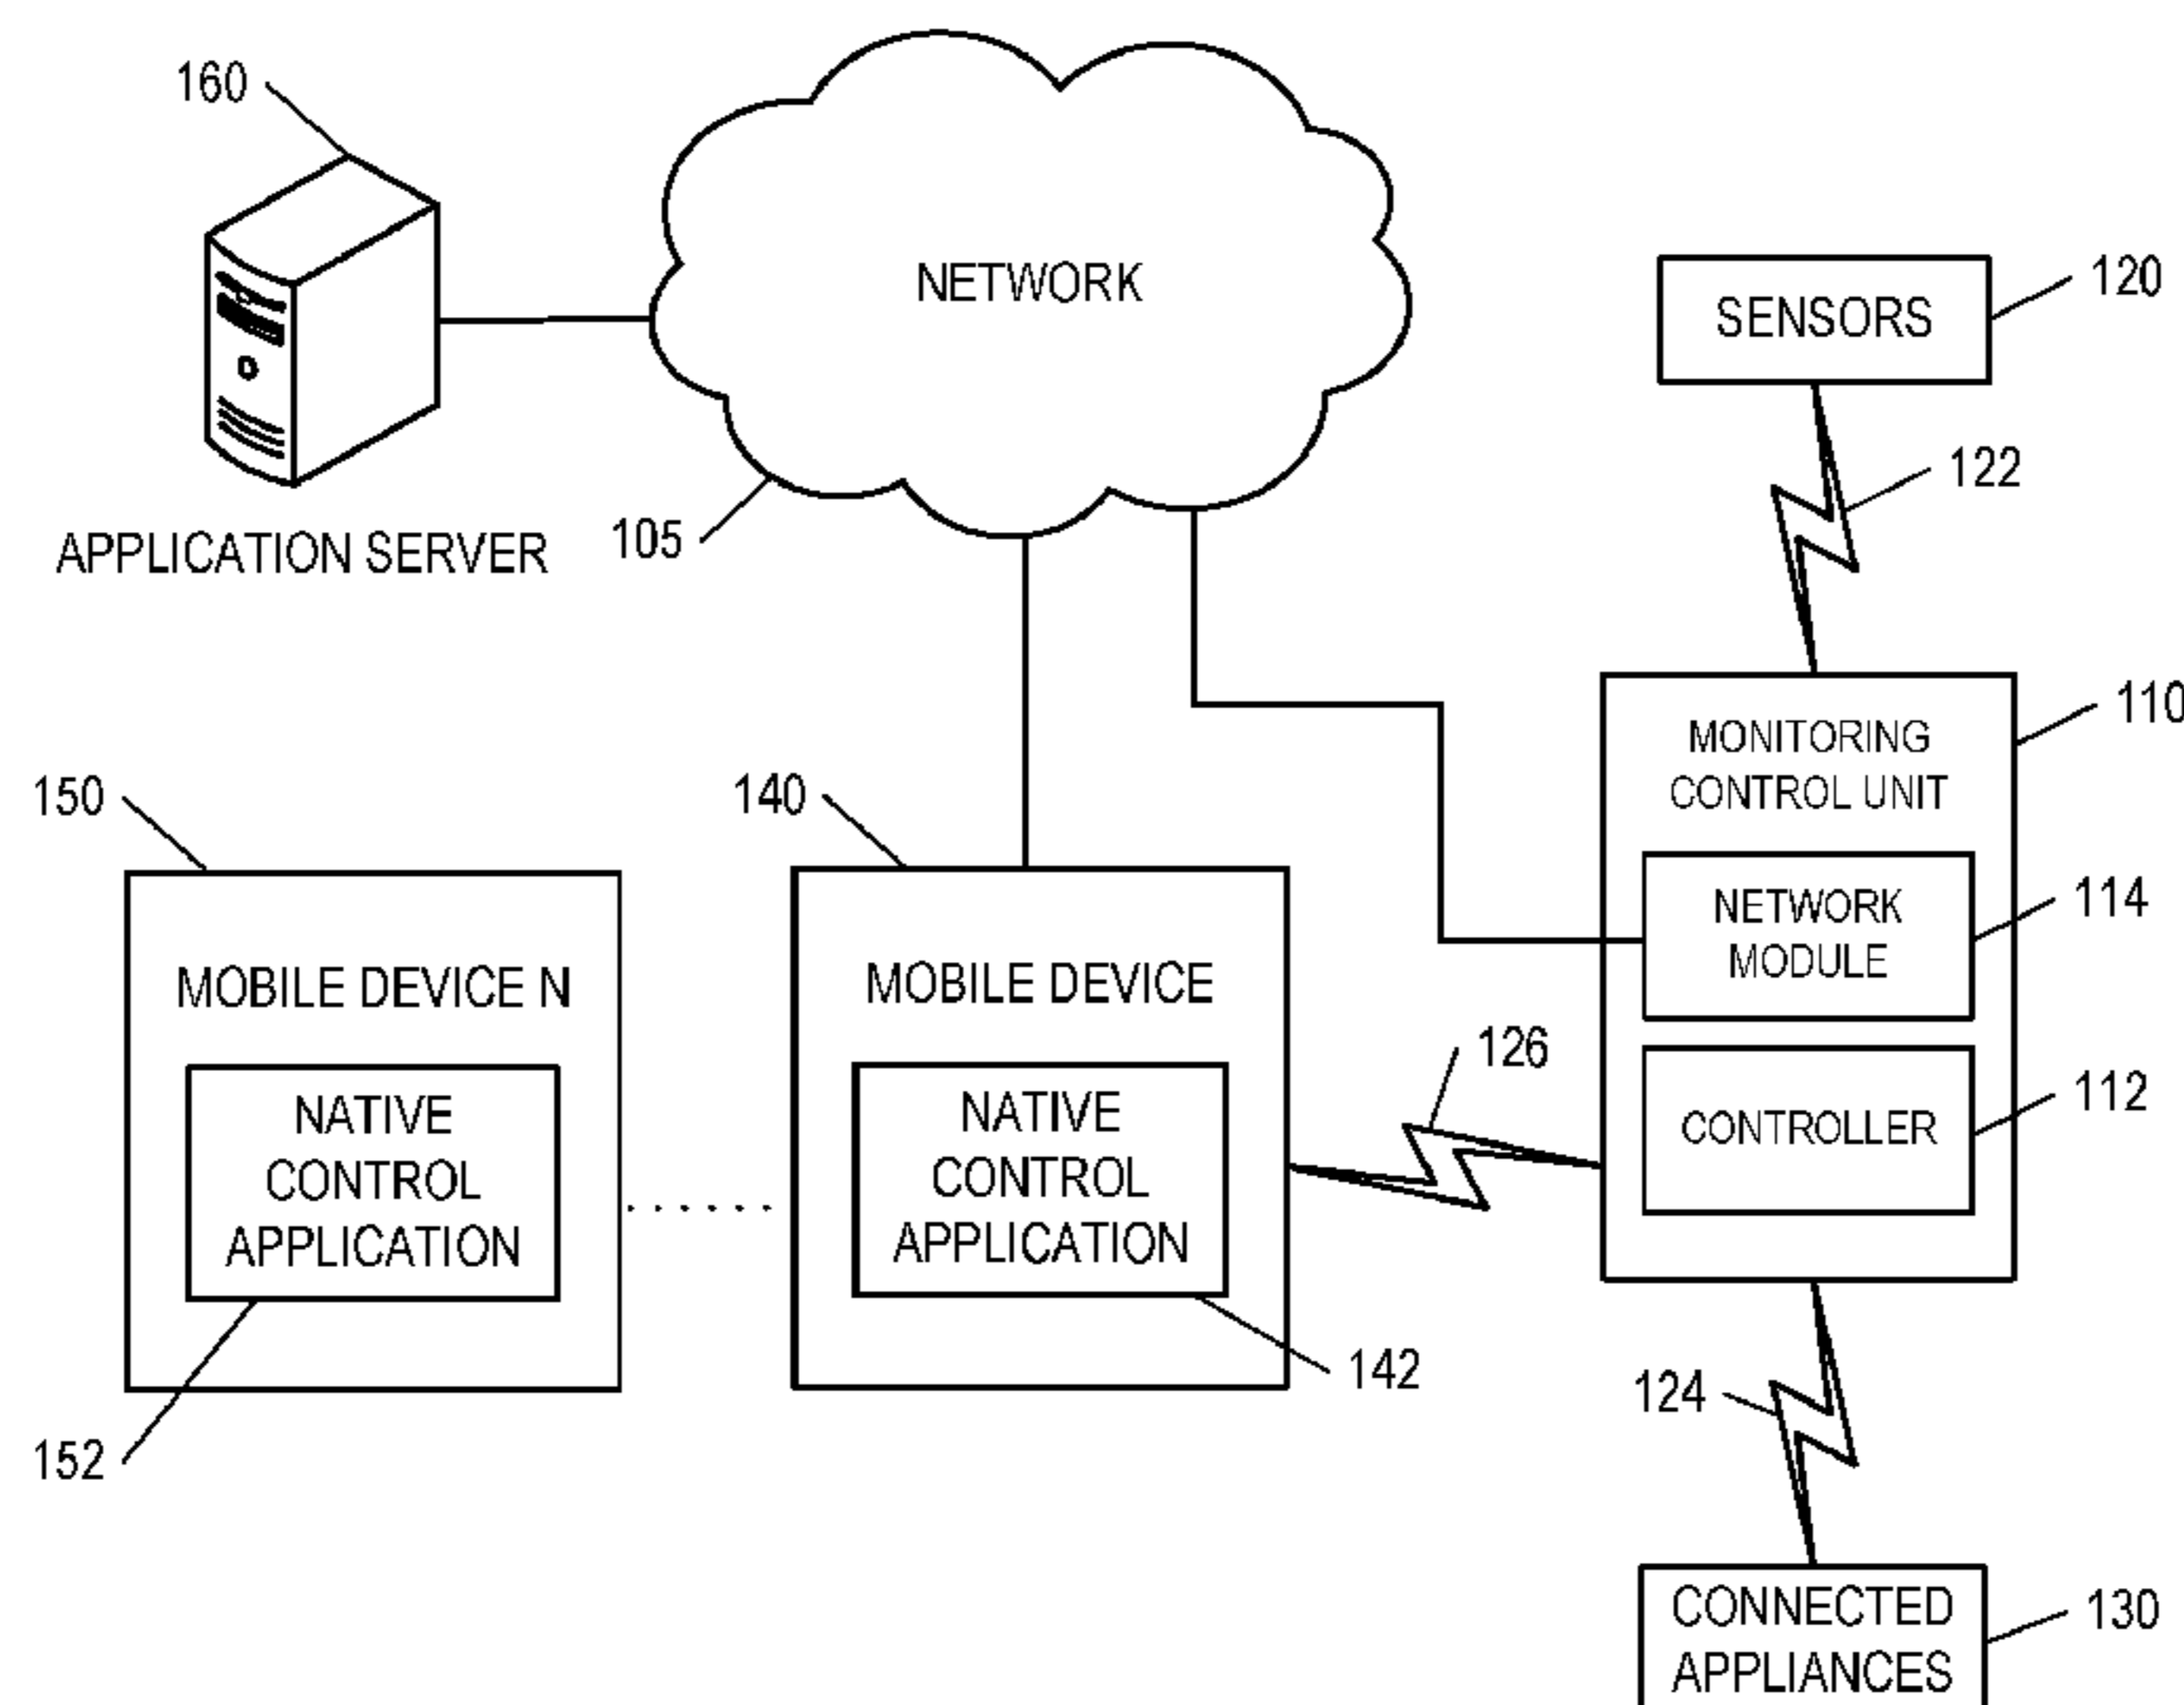 160
NETWORK
SENSORS
120
122
105
APPLICATION SERVER
110
MONITORING
CONTROL UNIT
150
140
NETWORK
MODULE
114
MOBILE DEVICE N
MOBILE DEVICE
126
CONTROLLER
112
NATIVE
CONTROL
APPLICATION
NATIVE
CONTROL
APPLICATION
142
124
152
CONNECTED
APPLIANCES
130